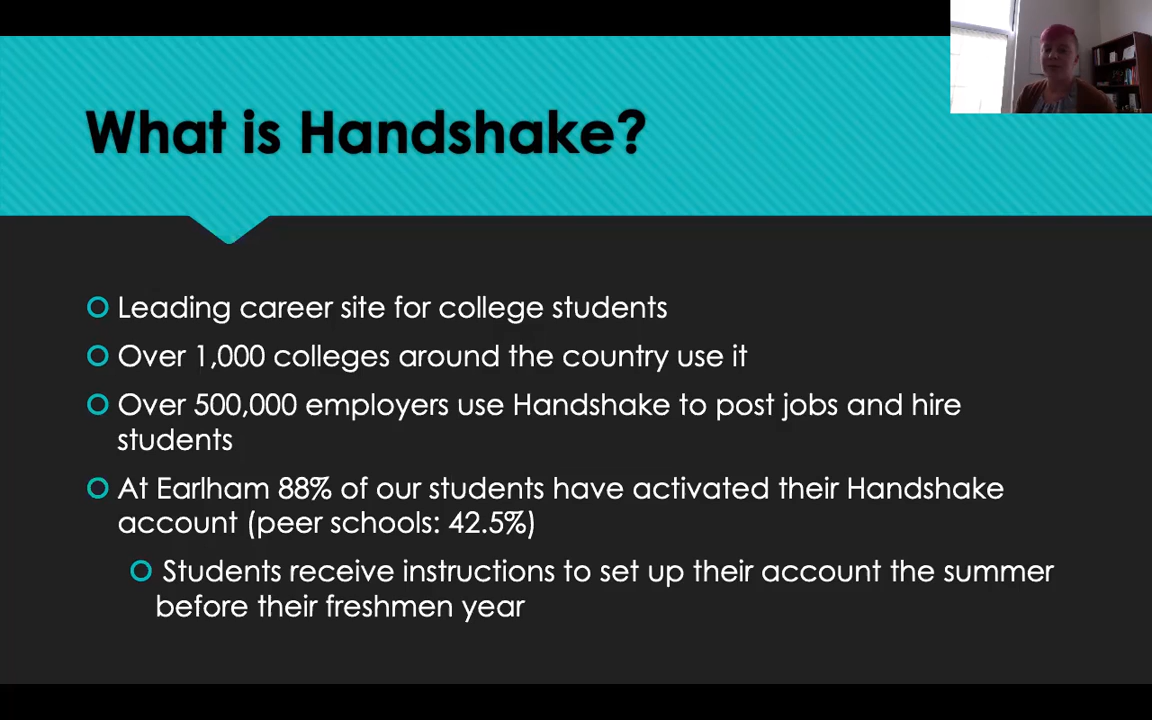 What is Handshake?
Leading career site for college students
Over 1,000 colleges around the country use it
Over 500,000 employers use Handshake to post jobs and hire
students
At Earlham 88% of our students have activated their Handshake
account (peer schools: 42.5%)
Students receive instructions to set up their account the summer
before their freshmen year